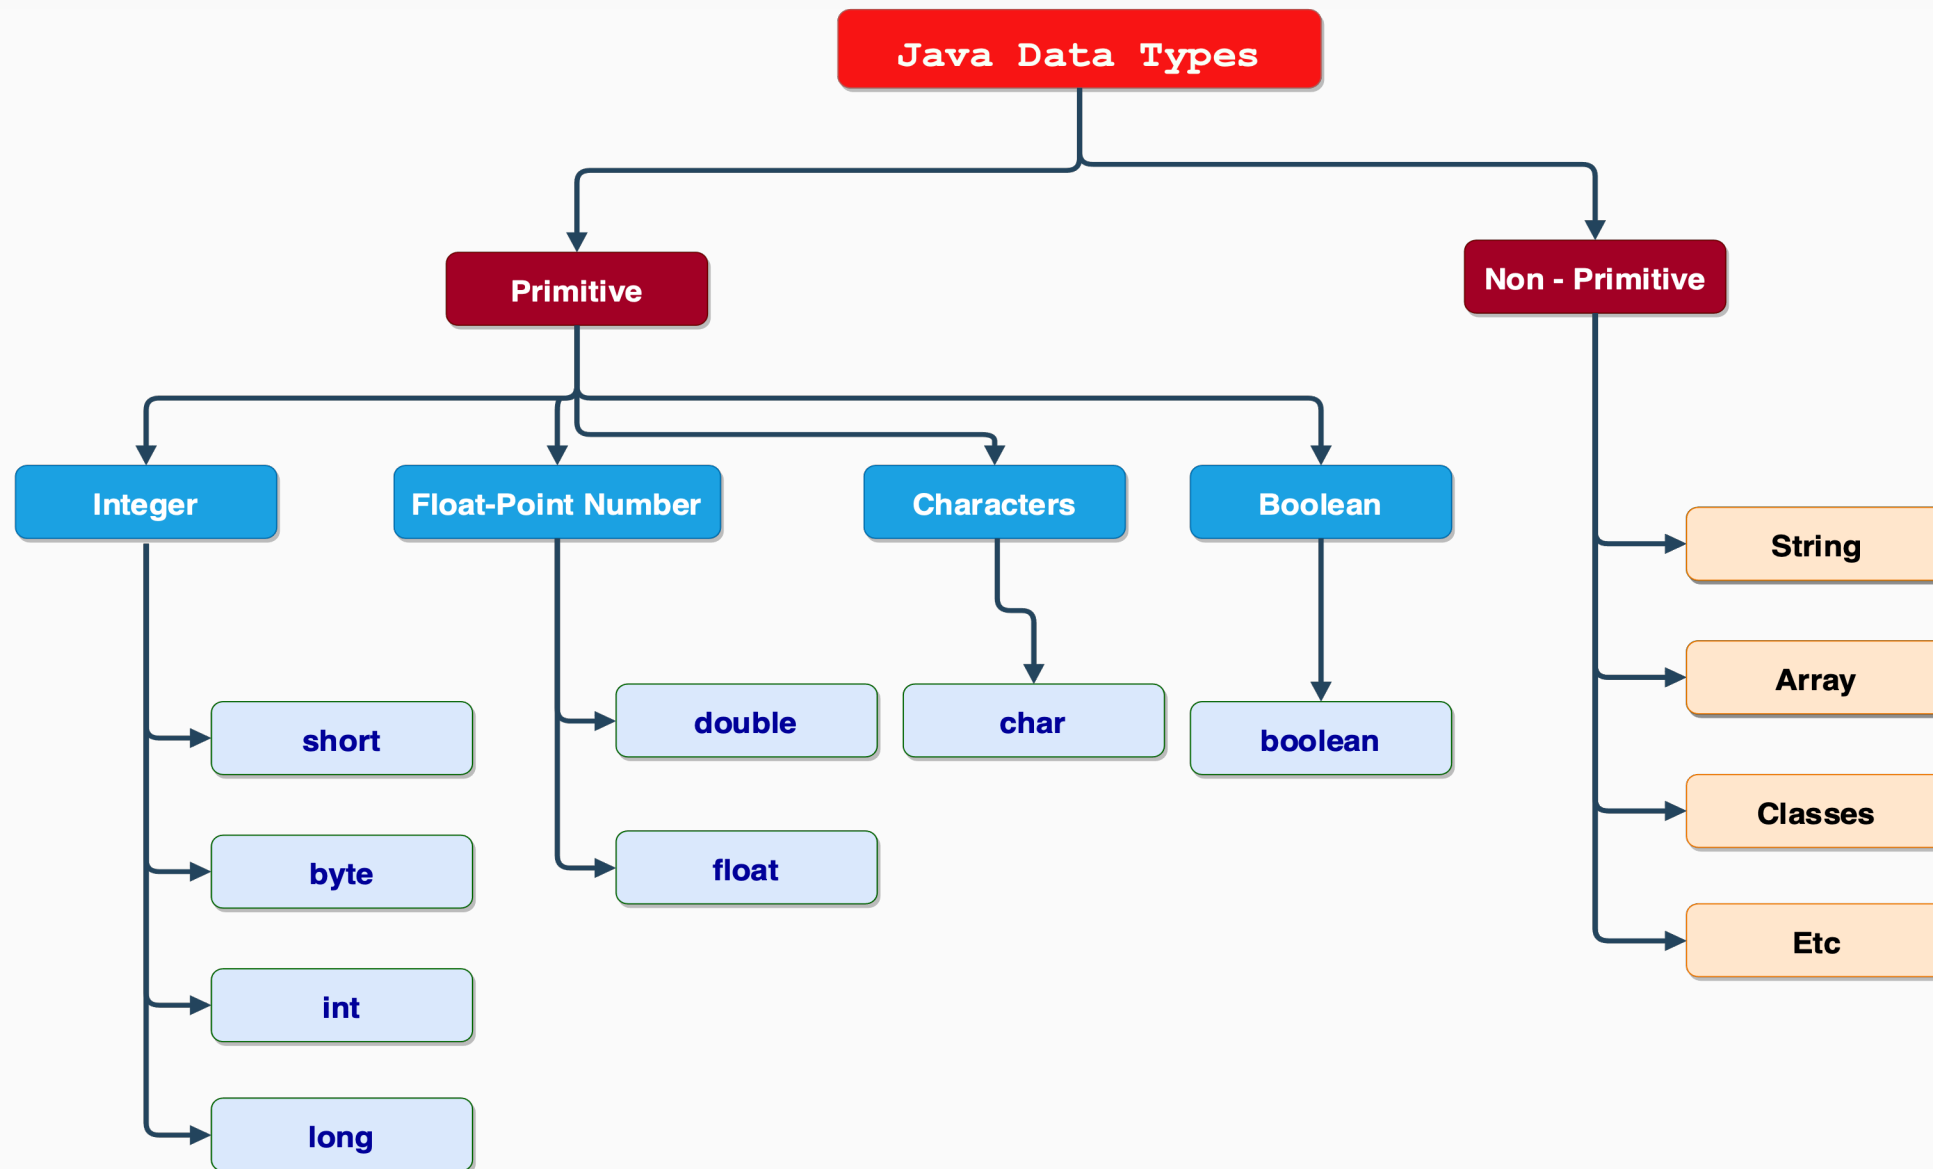 Java Data Types
Primitive
Non - Primitive
Integer
Float-Point Number
Characters
Boolean
String
Array
Classes
Etc
short
byte
int
long
double
float
char
boolean